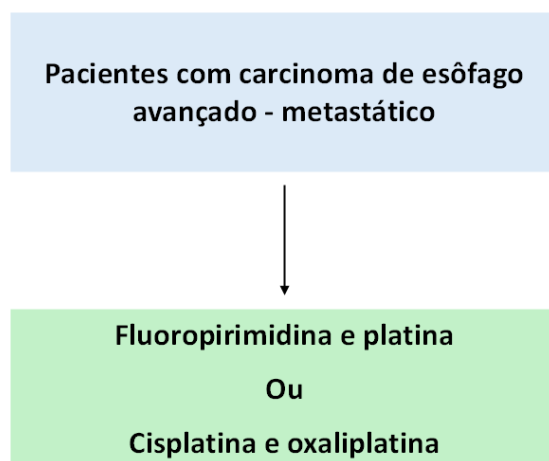 Pacientes com carcinoma de esôfago
avançado - metastático
Fluoropirimidina e platina
Ou
Cisplatina e oxaliplatina